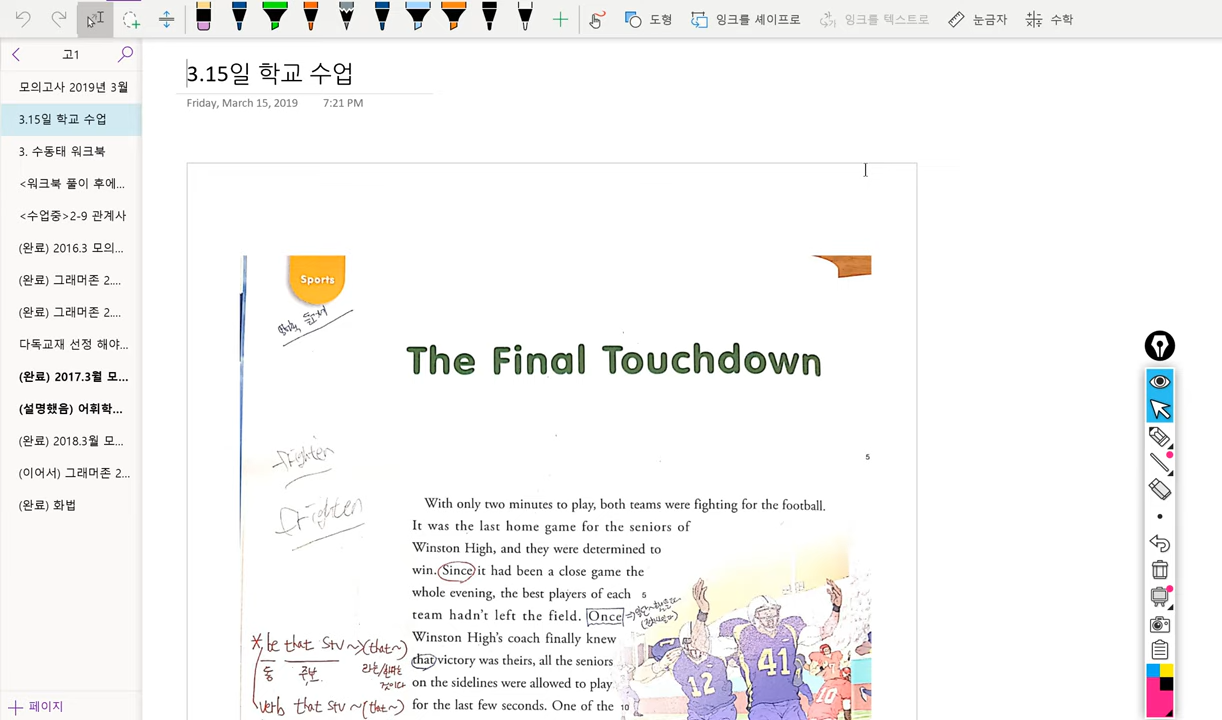 도형
잉크를 셰이프로
잉크를 텍스트로
눈금자
수학
고1
모의고사 2019년 3월
3.15일 학교 수업
3. 수동태 워크북
<워크북 풀이 후에...
<수업중>2-9 관계사
(완료) 2016.3 모의...
(완료) 그래머존 2....
(완료) 그래머존 2....
다독교재 선정 해야...
(완료) 2017.3월 모...
(설명했음) 어휘학...
(완료) 2018.3월 모...
(이어서) 그래머존 2...
(완료) 화법
페이지
3.15일 학교 수업
Friday, March 15, 2019 7:21 PM
Sports
The Final Touchdown
frighten
frighten
5
With only two minutes to play, both teams were fighting for the football.
It was the last home game for the seniors of
Winston High, and they were determined to
win. Since it had been a close game the
whole evening, the best players of each 5
team hadn't left the field. Once
Winston High's coach finally knew
that victory was theirs, all the seniors
on the sidelines were allowed to play
for the last few seconds. One of the 10
be that S+V ~ (that~)
동 주부
verb that S+V ~ (that~)
12
41
10